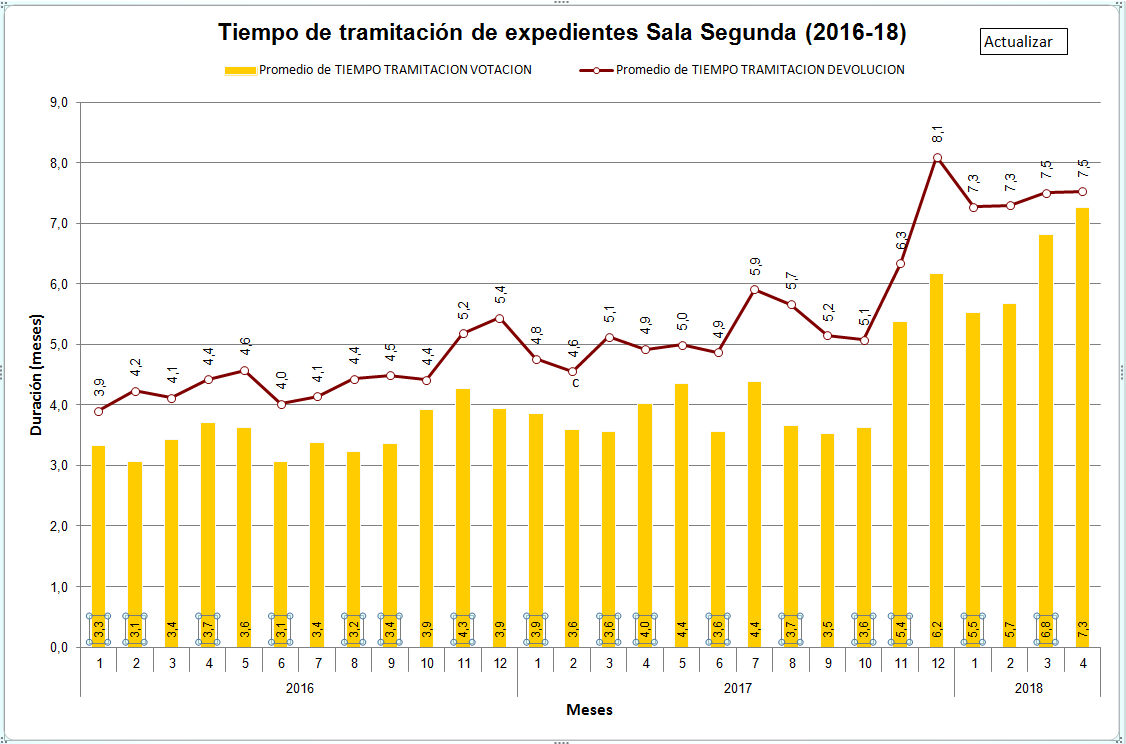 Tiempo de tramitación de expedientes Sala Segunda (2016-18)
Actualizar
Promedio de TIEMPO TRAMITACION VOTACION
Promedio de TIEMPO TRAMITACION DEVOLUCION
Duración (meses)
9,0
8,0
7,0
6,0
5,0
4,0
3,0
2,0
1,0
0,0
3,9 4,2 4,1 4,4 4,6 4,0 4,1 4,4 4,5 4,4 5,2 5,4 4,8 4,6 5,1 4,9 5,0 4,9 5,9 5,7 5,2 5,1 6,3 8,1 7,3 7,3 7,5 7,5
c
3,3 3,1 3,4 3,7 3,6 3,1 3,4 3,2 3,4 3,9 4,3 3,9 3,9 3,6 3,6 4,0 4,4 3,6 4,4 3,7 3,5 3,6 5,4 6,2 5,5 5,7 6,8 7,3
1 2 3 4 5 6 7 8 9 10 11 12 1 2 3 4 5 6 7 8 9 10 11 12 1 2 3 4
2016 2017 2018
Meses